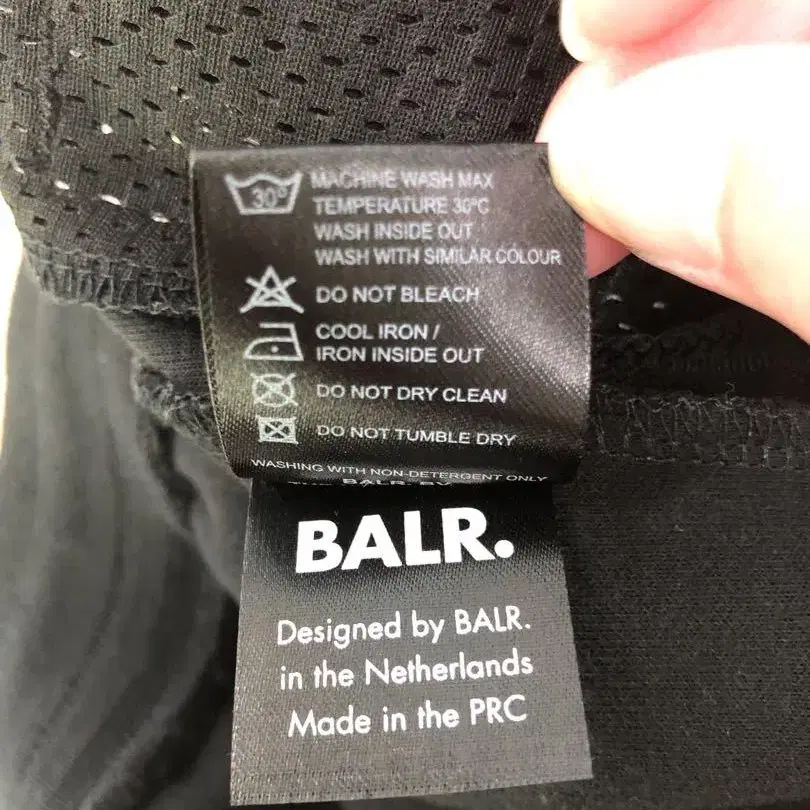 30°
MACHINE WASH MAX
TEMPERATURE 30°C
WASH INSIDE OUT
WASH WITH SIMILAR COLOUR
DO NOT BLEACH
COOL IRON /
IRON INSIDE OUT
DO NOT DRY CLEAN
DO NOT TUMBLE DRY
WASHING WITH NON-DETERGENT ONLY
BALR.
Designed by BALR.
in the Netherlands
Made in the PRC